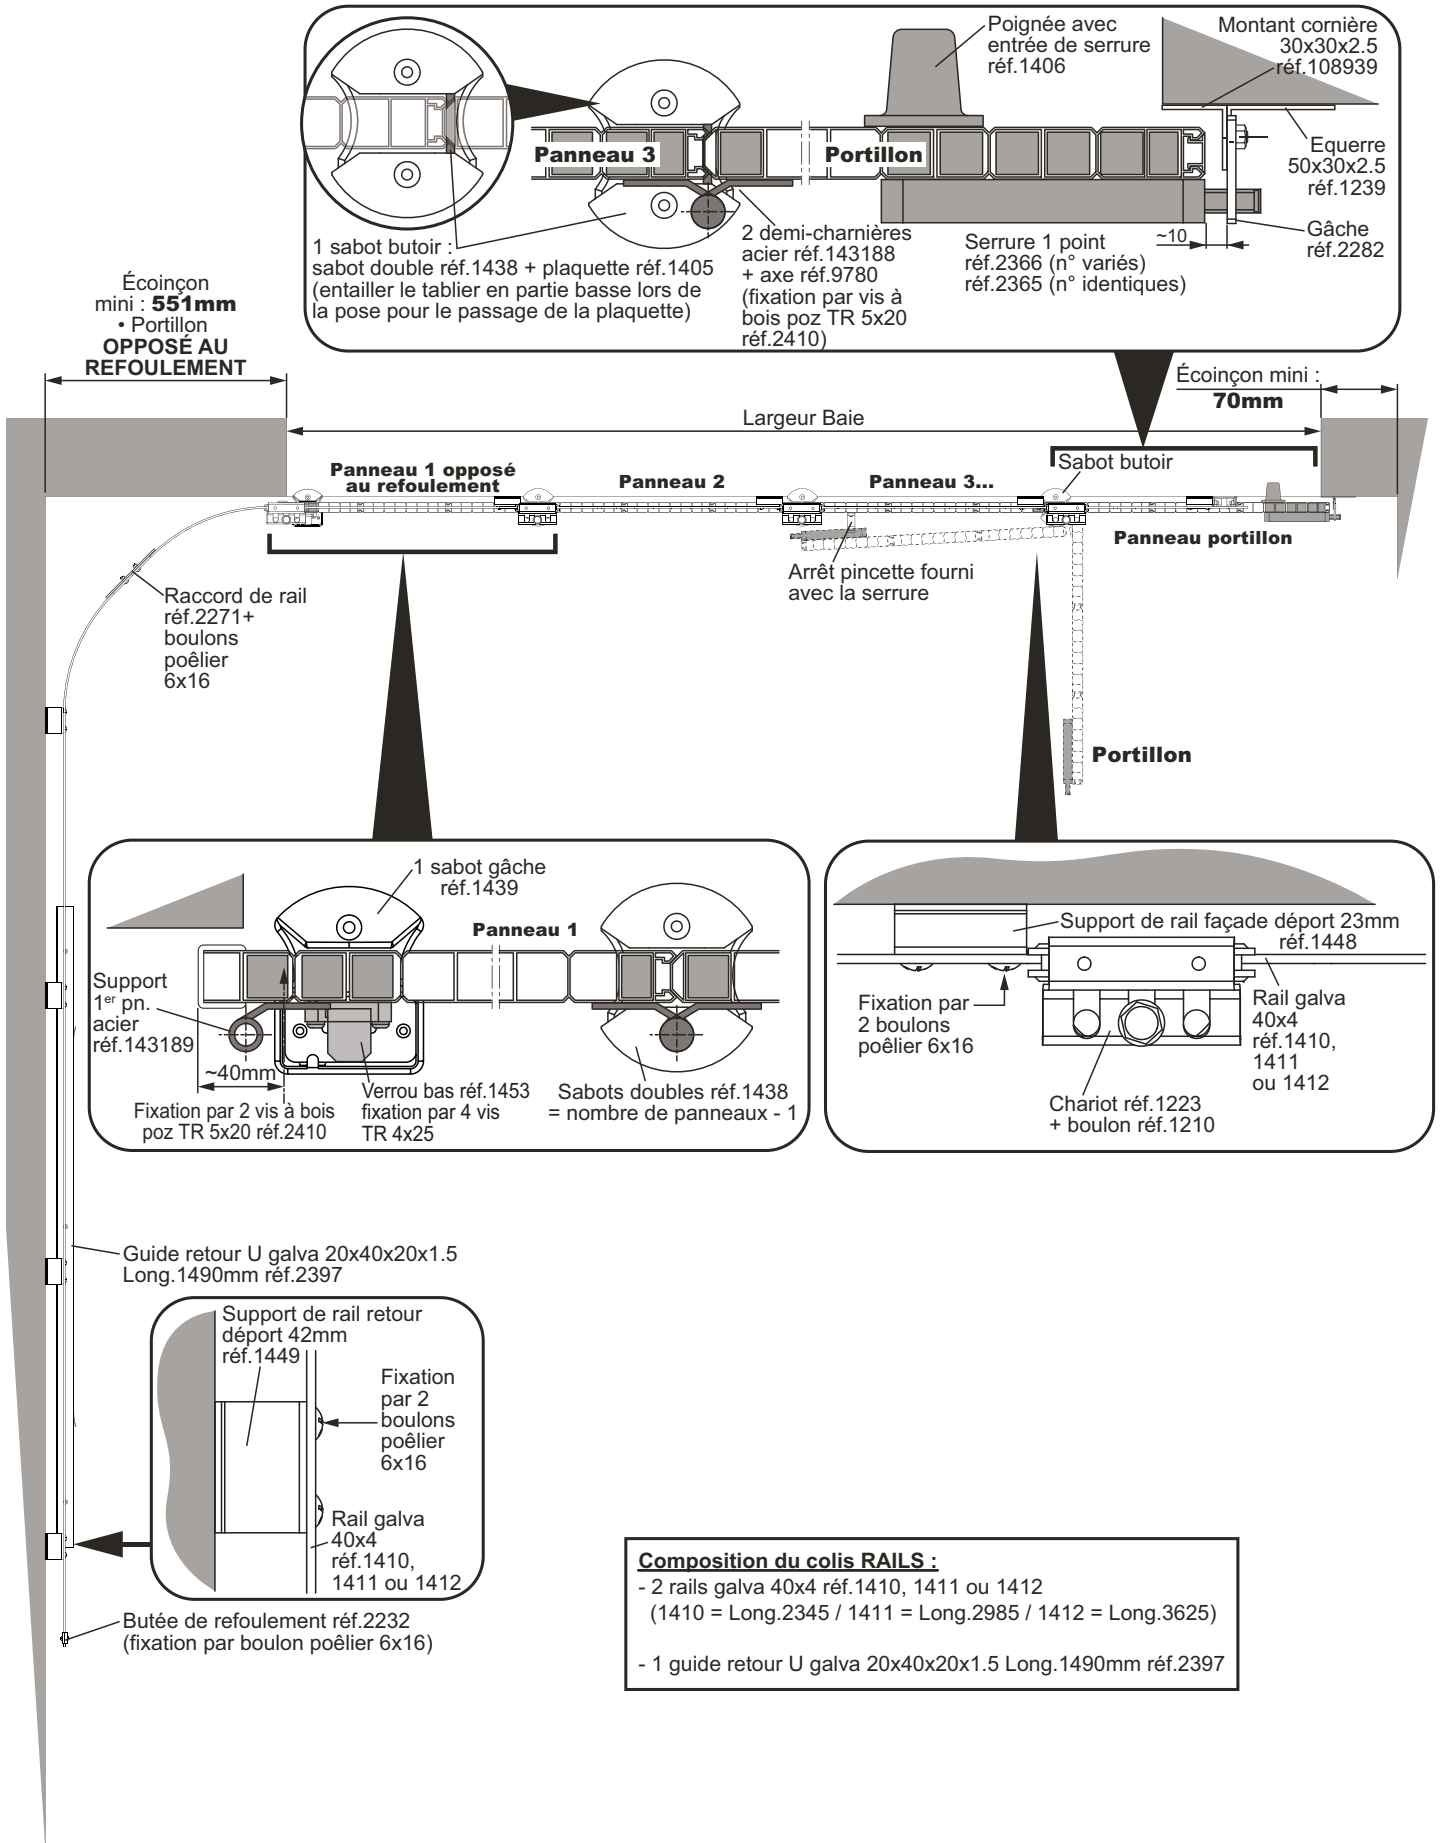 Poignée avec
entrée de serrure
réf.1406
Montant cornière
30x30x2.5
réf.108939
Panneau 3
Portillon
Equerre
50x30x2.5
réf.1239
1 sabot butoir :
sabot double réf.1438 + plaquette réf.1405
(entailler le tablier en partie basse lors de
la pose pour le passage de la plaquette)
2 demi-charnières
acier réf.143188
+ axe réf.9780
(fixation par vis à
bois poz TR 5x20
réf.2410)
Serrure 1 point
réf.2366 (n° variés)
réf.2365 (n° identiques)
~10
Gâche
réf.2282
Écoinçon
mini : 551mm
• Portillon
OPPOSÉ AU
REFOULEMENT
Écoinçon mini :
70mm
Largeur Baie
Sabot butoir
Panneau 1 opposé
au refoulement
Panneau 2
Panneau 3...
Panneau portillon
Arrêt pincette fourni
avec la serrure
Raccord de rail
réf.2271+
boulons
poêlier
6x16
Portillon
1 sabot gâche
réf.1439
Panneau 1
Support
1er pn.
acier
réf.143189
~40mm
Fixation par 2 vis à bois
poz TR 5x20 réf.2410
Verrou bas réf.1453
fixation par 4 vis
TR 4x25
Sabots doubles réf.1438
= nombre de panneaux - 1
Support de rail façade déport 23mm
réf.1448
Fixation par
2 boulons
poêlier 6x16
Rail galva
40x4
réf.1410,
1411
ou 1412
Chariot réf.1223
+ boulon réf.1210
Guide retour U galva 20x40x20x1.5
Long.1490mm réf.2397
Support de rail retour
déport 42mm
réf.1449
Fixation
par 2
boulons
poêlier
6x16
Rail galva
40x4
réf.1410,
1411 ou 1412
Butée de refoulement réf.2232
(fixation par boulon poêlier 6x16)
Composition du colis RAILS :
- 2 rails galva 40x4 réf.1410, 1411 ou 1412
(1410 = Long.2345 / 1411 = Long.2985 / 1412 = Long.3625)
- 1 guide retour U galva 20x40x20x1.5 Long.1490mm réf.2397